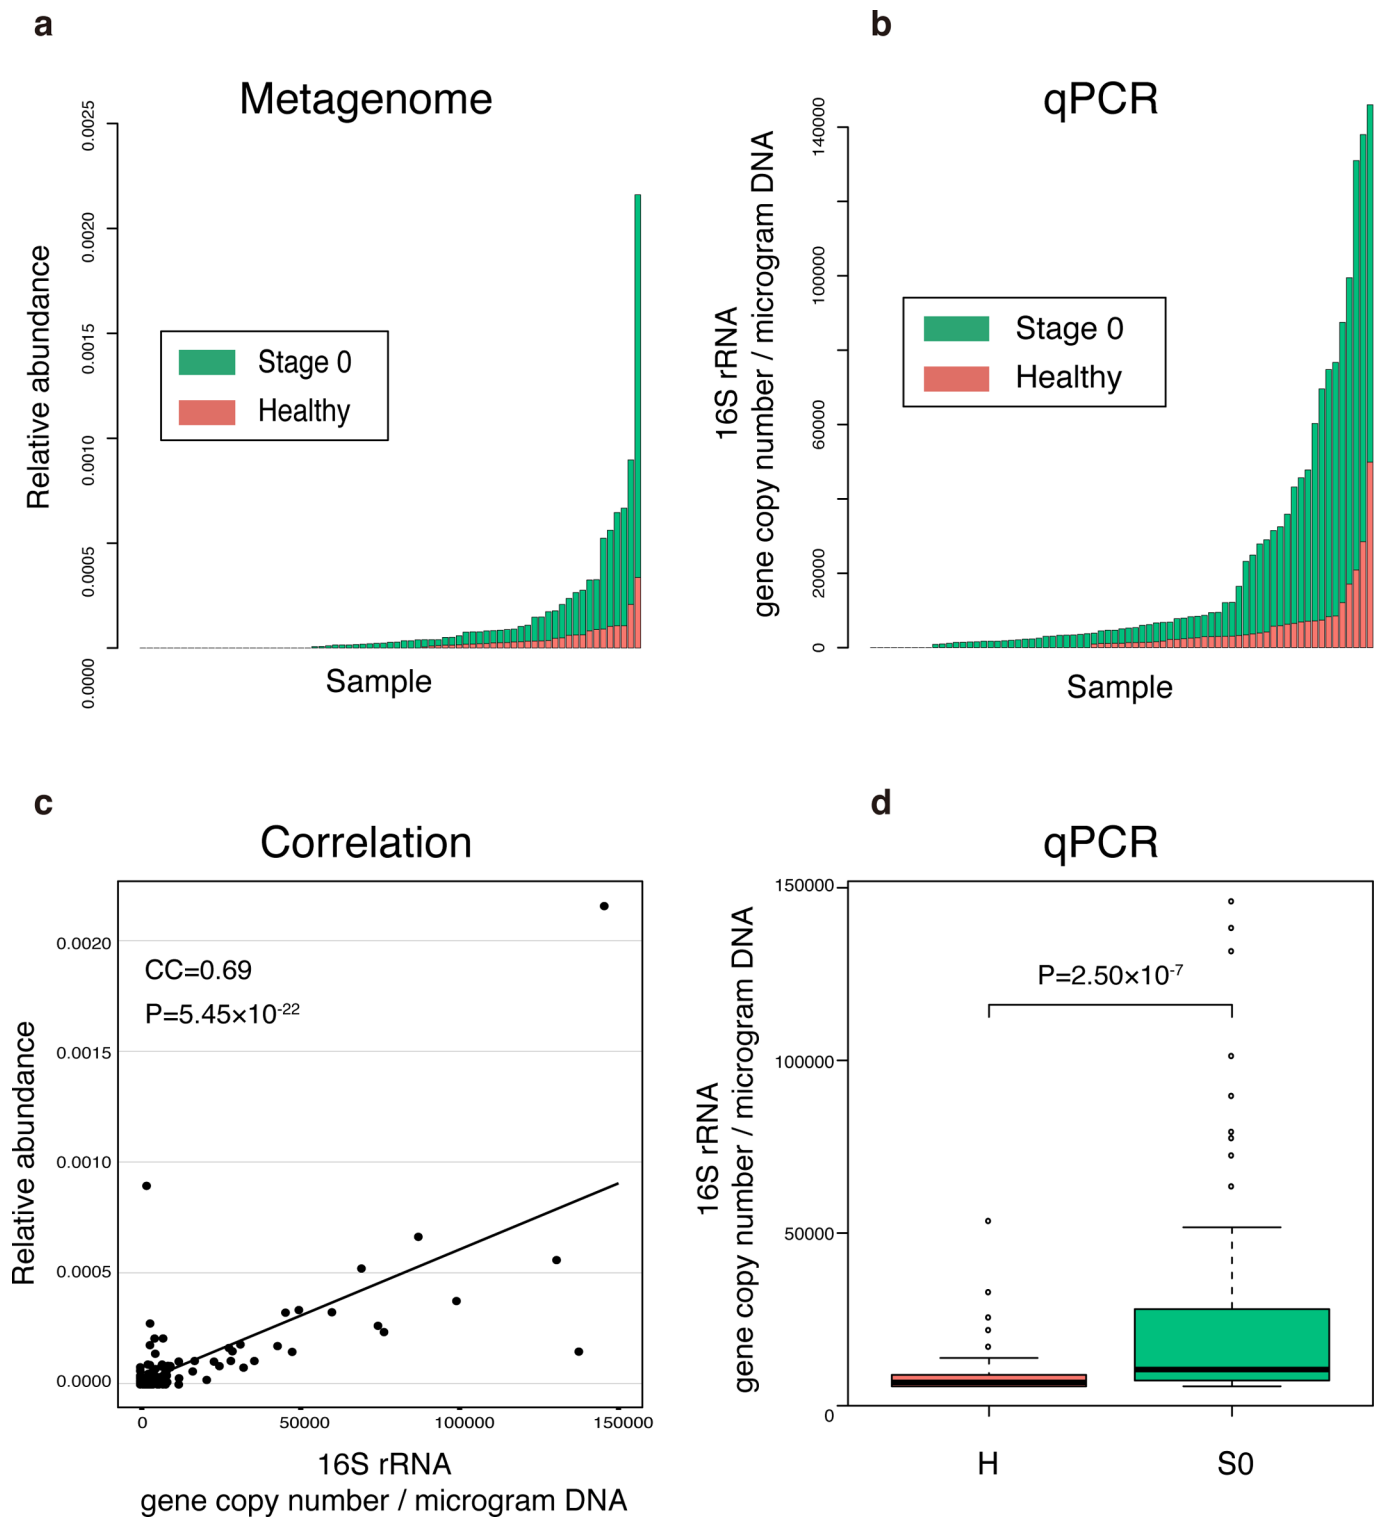 a
Metagenome
Relative abundance
0.0025
0.0020
0.0015
0.0010
0.0005
0.0000
Stage 0
Healthy
Sample
b
qPCR
16S rRNA
gene copy number / microgram DNA
140000
100000
60000
20000
0
Stage 0
Healthy
Sample
c
Correlation
Relative abundance
0.0020
0.0015
0.0010
0.0005
0.0000
CC=0.69
P=5.45×10⁻²²
0 50000 100000 150000
16S rRNA
gene copy number / microgram DNA
d
qPCR
16S rRNA
gene copy number / microgram DNA
150000
100000
50000
0
P=2.50×10⁻⁷
H S0